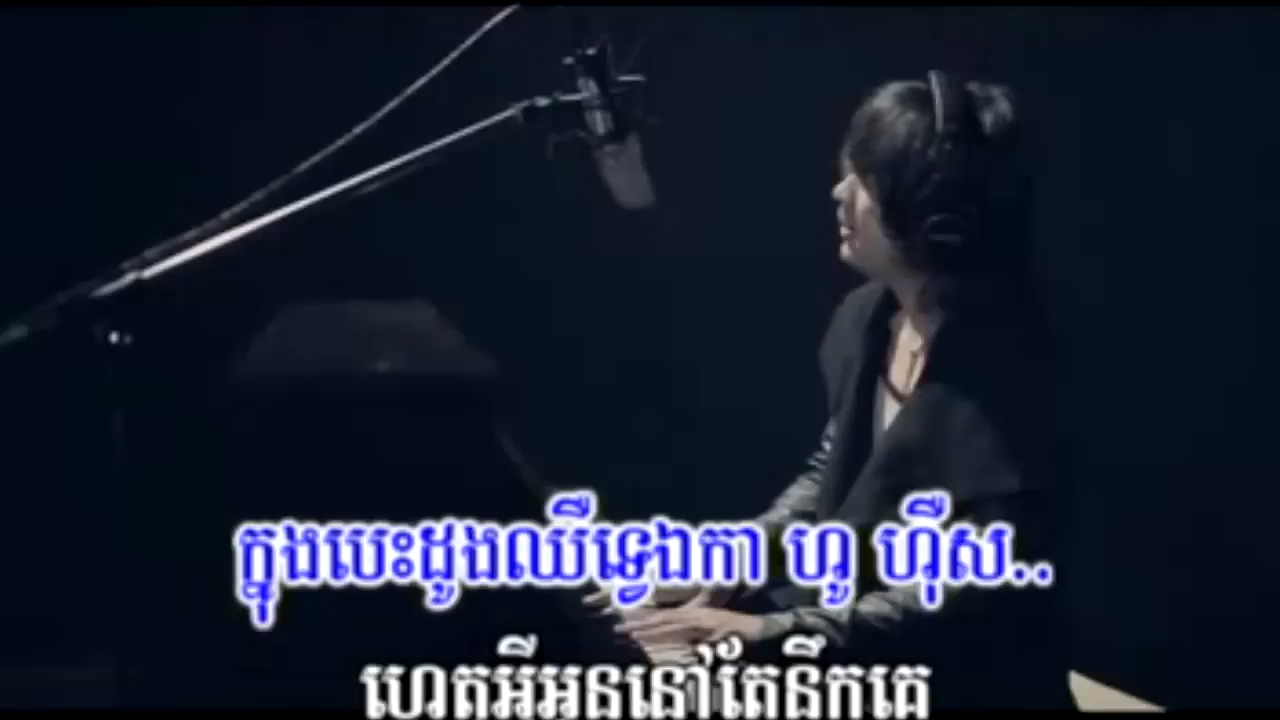 ក្នុងបេះដូងឈឺទ្វេឯកា ហូ ហ៊ឺស..
ហេតុអីអូននៅតែនឹកគេ